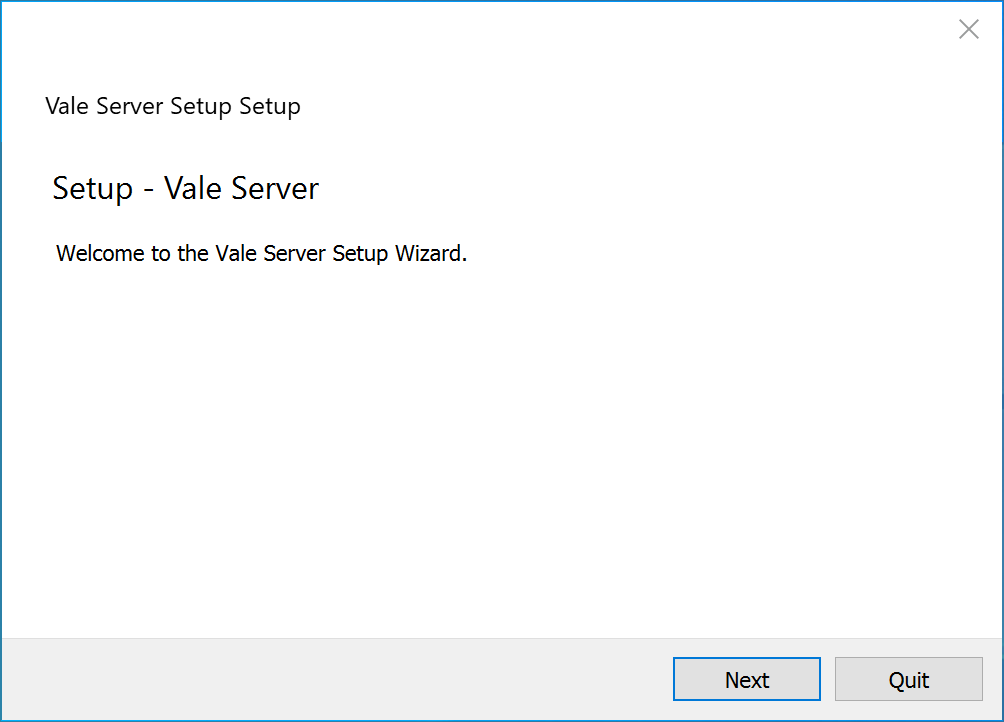 Vale Server Setup Setup
Setup - Vale Server
Welcome to the Vale Server Setup Wizard.
Next
Quit